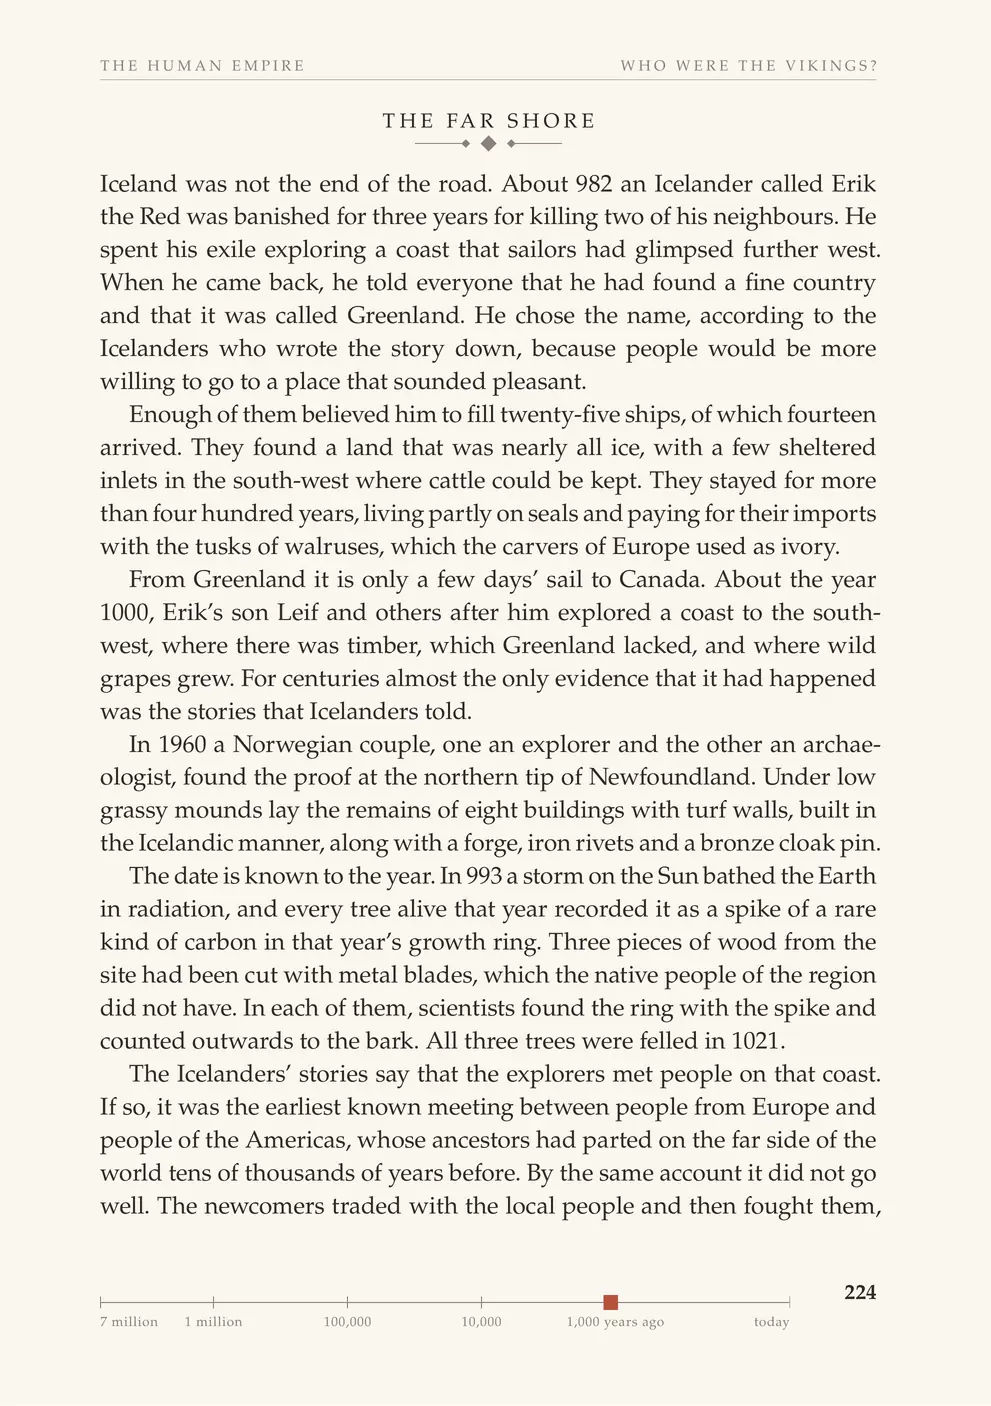 THE HUMAN EMPIRE
WHO WERE THE VIKINGS?
THE FAR SHORE
Iceland was not the end of the road. About 982 an Icelander called Erik
the Red was banished for three years for killing two of his neighbours. He
spent his exile exploring a coast that sailors had glimpsed further west.
When he came back, he told everyone that he had found a fine country
and that it was called Greenland. He chose the name, according to the
Icelanders who wrote the story down, because people would be more
willing to go to a place that sounded pleasant.
Enough of them believed him to fill twenty-five ships, of which fourteen
arrived. They found a land that was nearly all ice, with a few sheltered
inlets in the south-west where cattle could be kept. They stayed for more
than four hundred years, living partly on seals and paying for their imports
with the tusks of walruses, which the carvers of Europe used as ivory.
From Greenland it is only a few days’ sail to Canada. About the year
1000, Erik’s son Leif and others after him explored a coast to the south-
west, where there was timber, which Greenland lacked, and where wild
grapes grew. For centuries almost the only evidence that it had happened
was the stories that Icelanders told.
In 1960 a Norwegian couple, one an explorer and the other an archae-
ologist, found the proof at the northern tip of Newfoundland. Under low
grassy mounds lay the remains of eight buildings with turf walls, built in
the Icelandic manner, along with a forge, iron rivets and a bronze cloak pin.
The date is known to the year. In 993 a storm on the Sun bathed the Earth
in radiation, and every tree alive that year recorded it as a spike of a rare
kind of carbon in that year’s growth ring. Three pieces of wood from the
site had been cut with metal blades, which the native people of the region
did not have. In each of them, scientists found the ring with the spike and
counted outwards to the bark. All three trees were felled in 1021.
The Icelanders’ stories say that the explorers met people on that coast.
If so, it was the earliest known meeting between people from Europe and
people of the Americas, whose ancestors had parted on the far side of the
world tens of thousands of years before. By the same account it did not go
well. The newcomers traded with the local people and then fought them,
224
7 million 1 million 100,000 10,000 1,000 years ago today